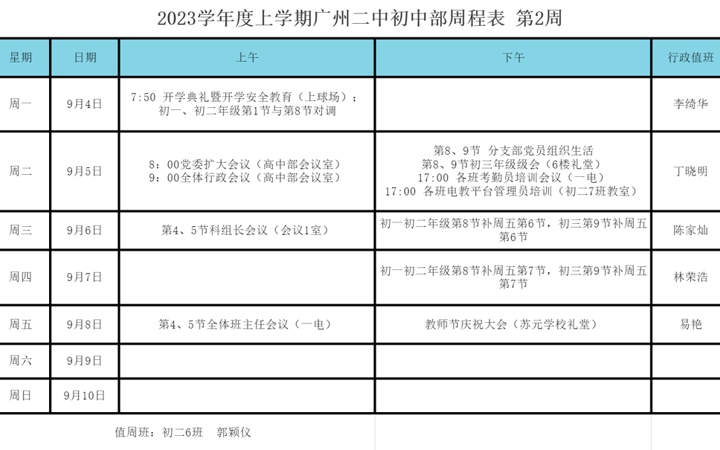 2023学年度上学期广州二中初中部周程表 第2周
星期 日期 上午 下午 行政值班
周一 9月4日 7:50 开学典礼暨开学安全教育（上球场）；
初一、初二年级第1节与第8节对调 李绮华
周二 9月5日 8：00党委扩大会议（高中部会议室）
9：00全体行政会议（高中部会议室）
第8、9节 分支部党员组织生活
第8、9节初三年级级会（6楼礼堂）
17:00 各班考勤员培训会议（一电）
17:00 各班电教平台管理员培训（初二7班教室）
丁晓明
周三 9月6日 第4、5节科组长会议（会议1室） 初一初二年级第8节补周五第6节，初三第9节补周五
第6节 陈家灿
周四 9月7日 初一初二年级第8节补周五第7节，初三第9节补周五
第7节 林荣浩
周五 9月8日 第4、5节全体班主任会议（一电） 教师节庆祝大会（苏元学校礼堂） 易艳
周六 9月9日
周日 9月10日
值周班：初二6班 郭颖仪